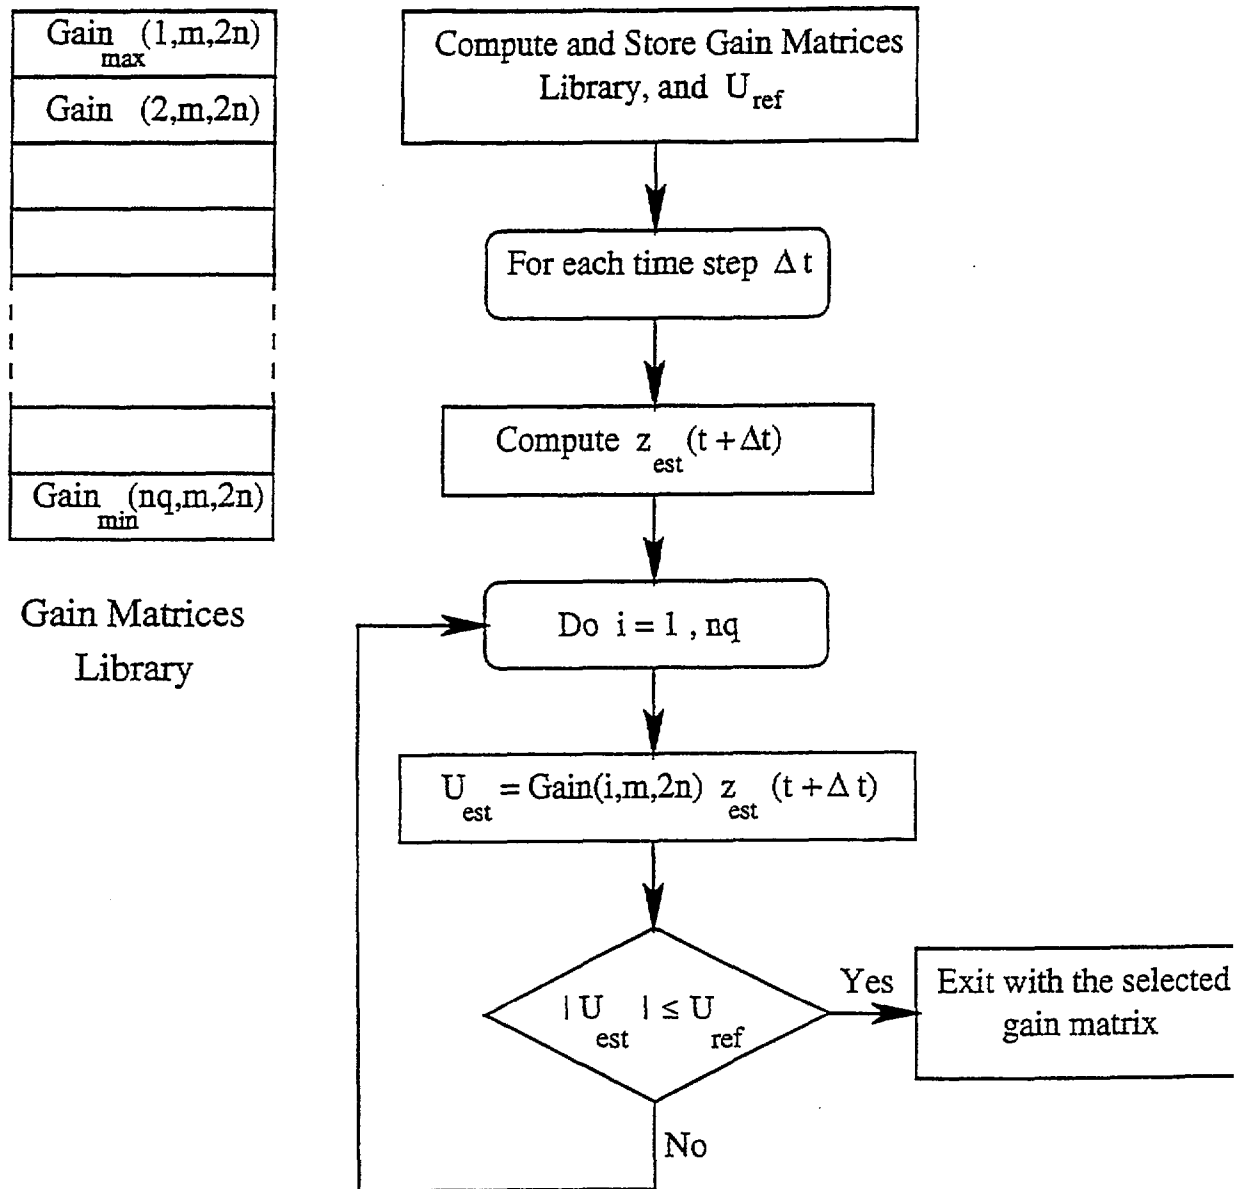 Gain max (1,m,2n)
Gain (2,m,2n)
Gain min (nq,m,2n)
Gain Matrices
Library
Compute and Store Gain Matrices
Library, and U ref
For each time step Δ t
Compute z est (t + Δt)
Do i = 1 , nq
U est = Gain(i,m,2n) z est (t + Δ t)
| U est | ≤ U ref
Yes
Exit with the selected
gain matrix
No